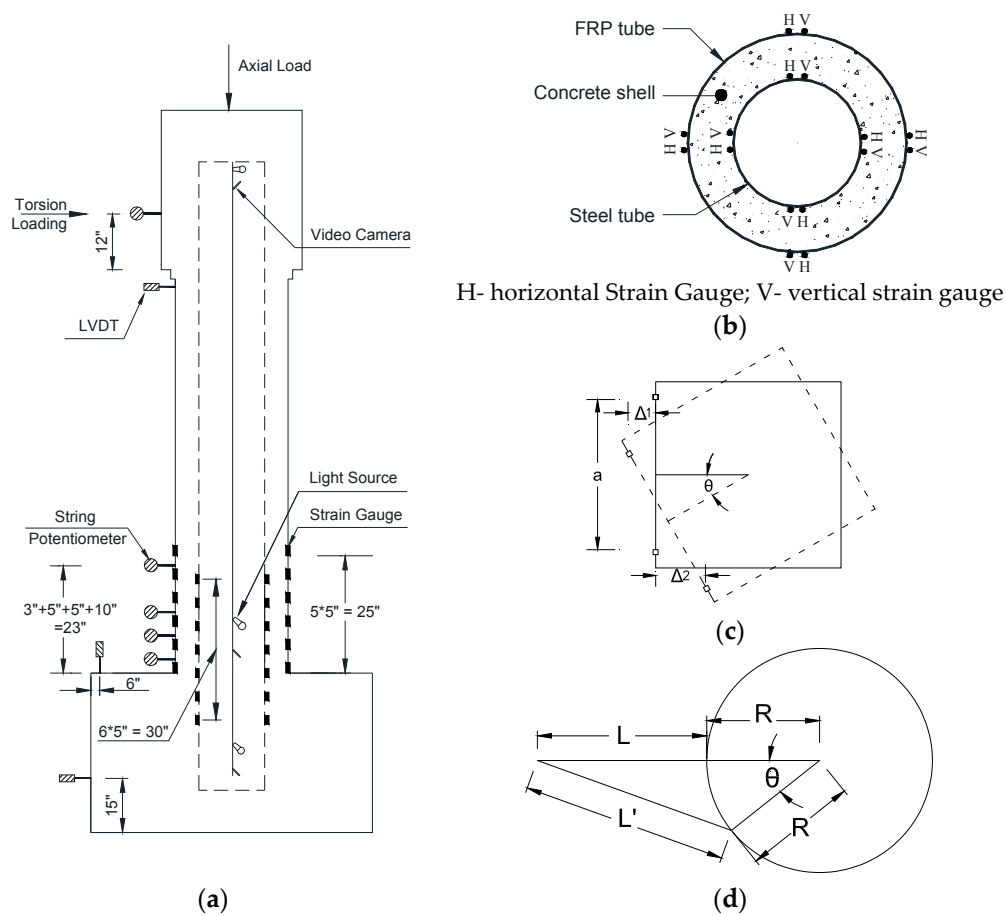 Axial Load
Torsion
Loading
12"
Video Camera
LVDT
Light Source
Strain Gauge
String
Potentiometer
3"+5"+5"+10"
=23"
5*5" = 25"
6"
6*5" = 30"
15"
(a)
H V
FRP tube
H V
Concrete shell
H V
H V
H V
H V
Steel tube
V H
V H
H- horizontal Strain Gauge; V- vertical strain gauge
(b)
Δ1
a
θ
Δ2
(c)
L
R
θ
L'
R
(d)